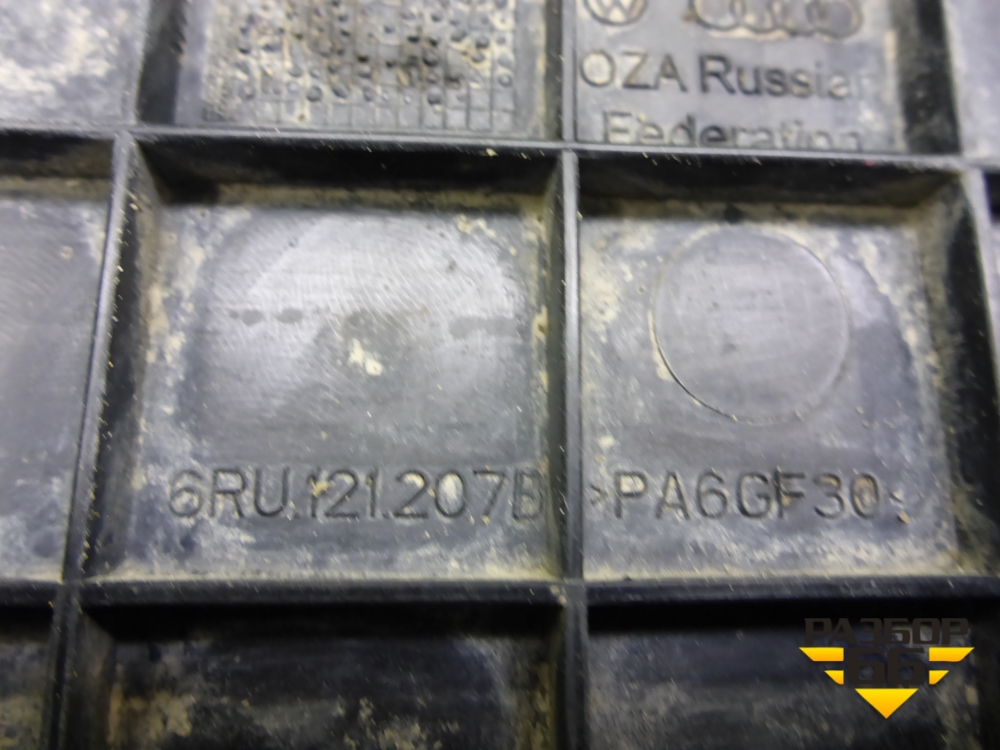 OZA Russian
Federation
6RU.121.207B
>PA6GF30<
РАЗБОР
66